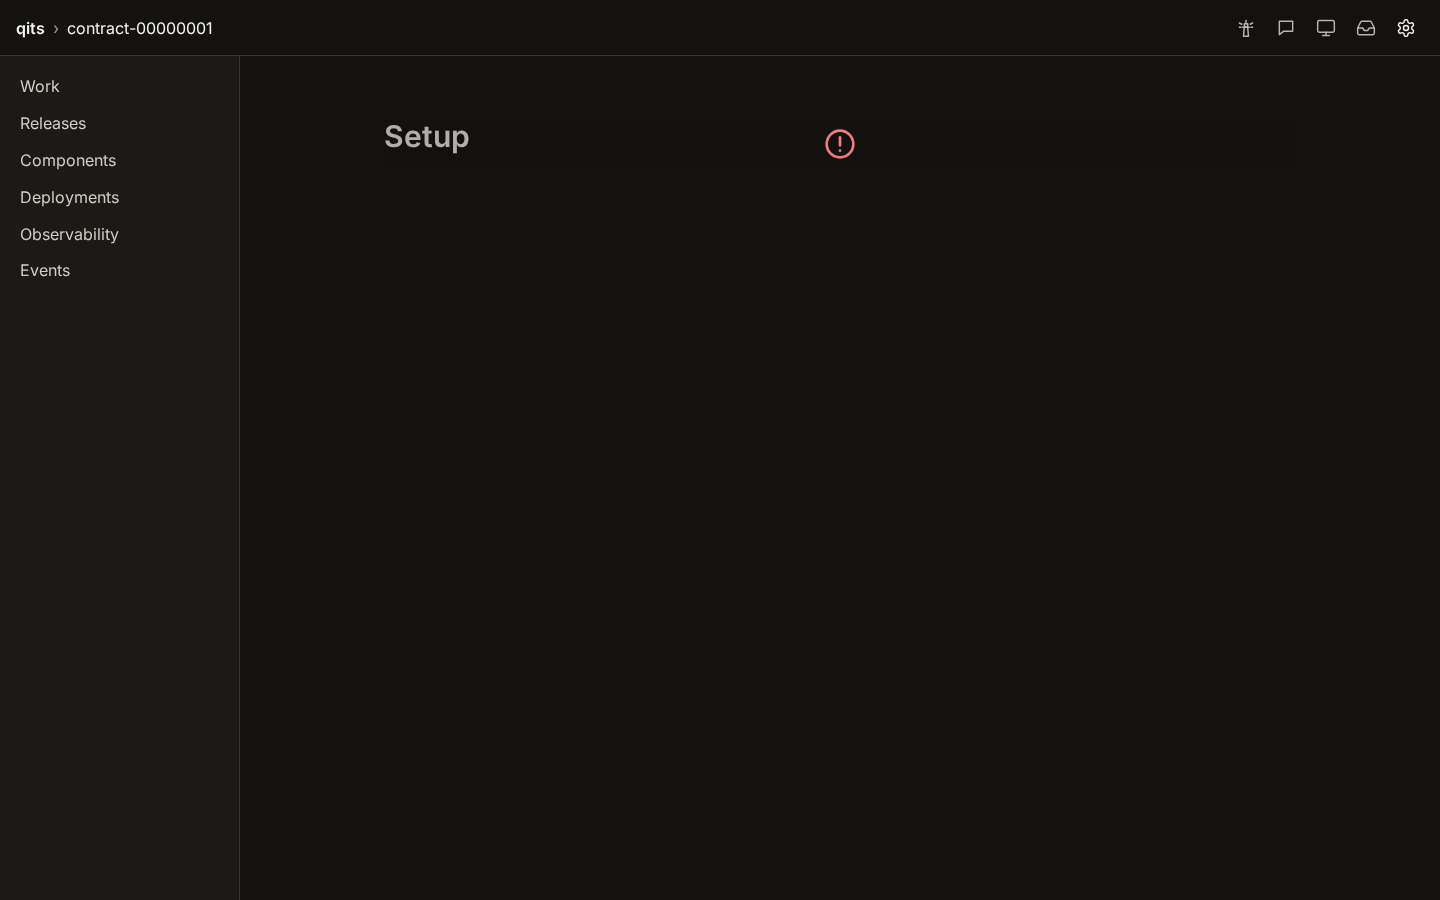 qits › contract-00000001
Work
Releases
Components
Deployments
Observability
Events
Setup